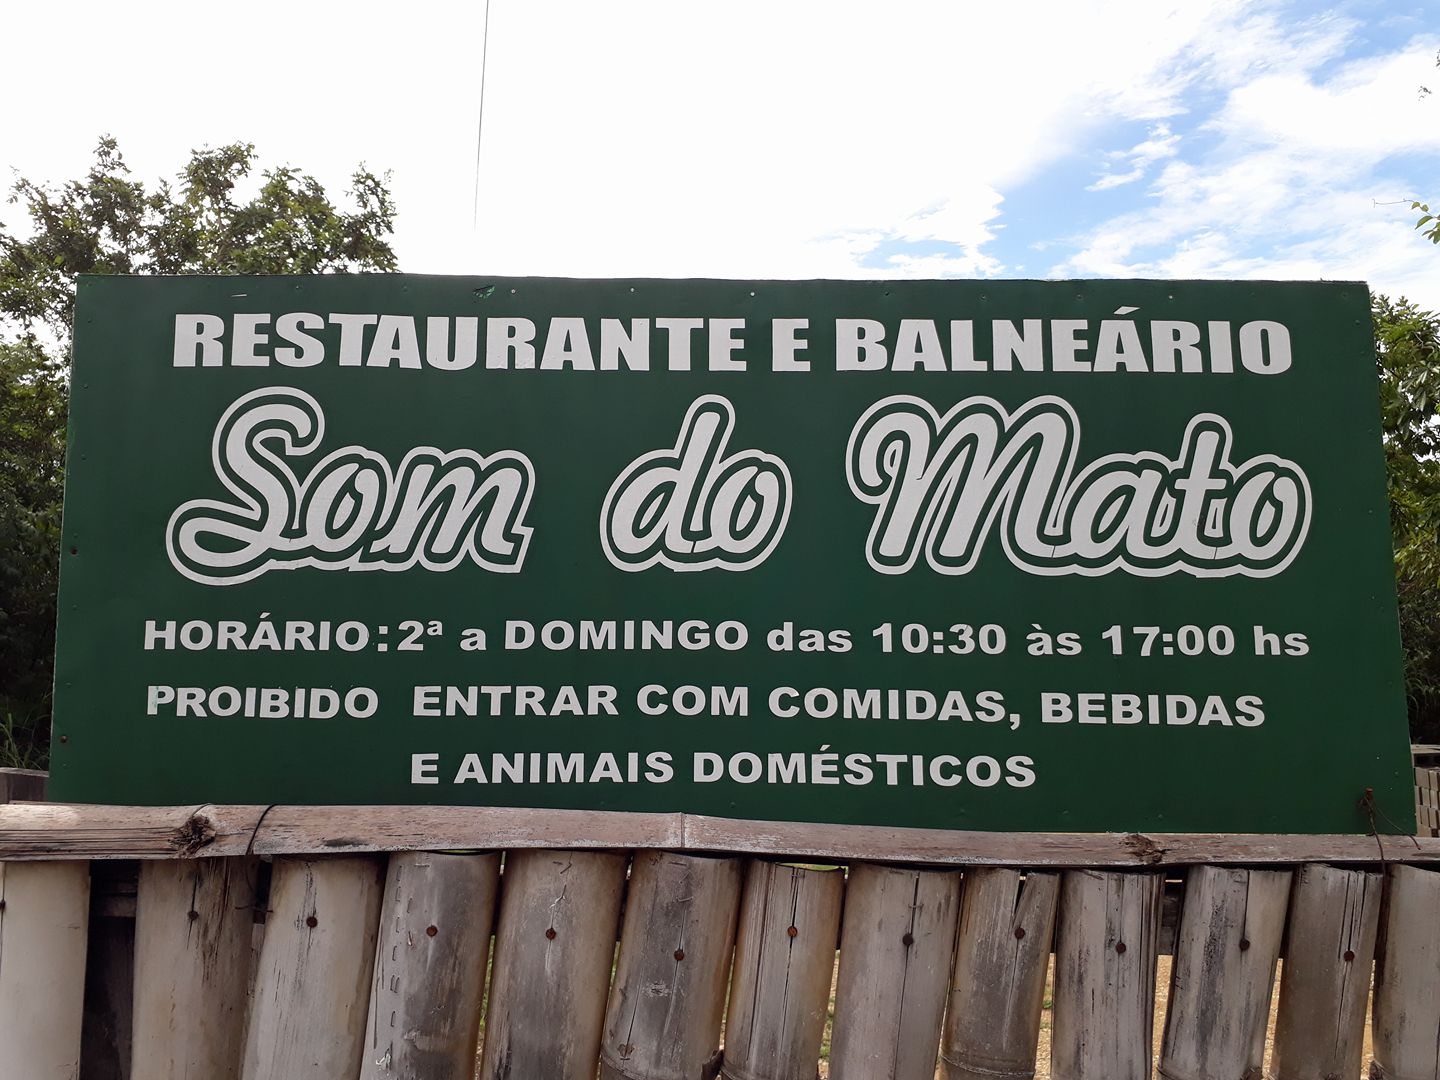 RESTAURANTE E BALNEÁRIO
Som do Mato
HORÁRIO: 2ª a DOMINGO das 10:30 às 17:00 hs
PROIBIDO ENTRAR COM COMIDAS, BEBIDAS
E ANIMAIS DOMÉSTICOS